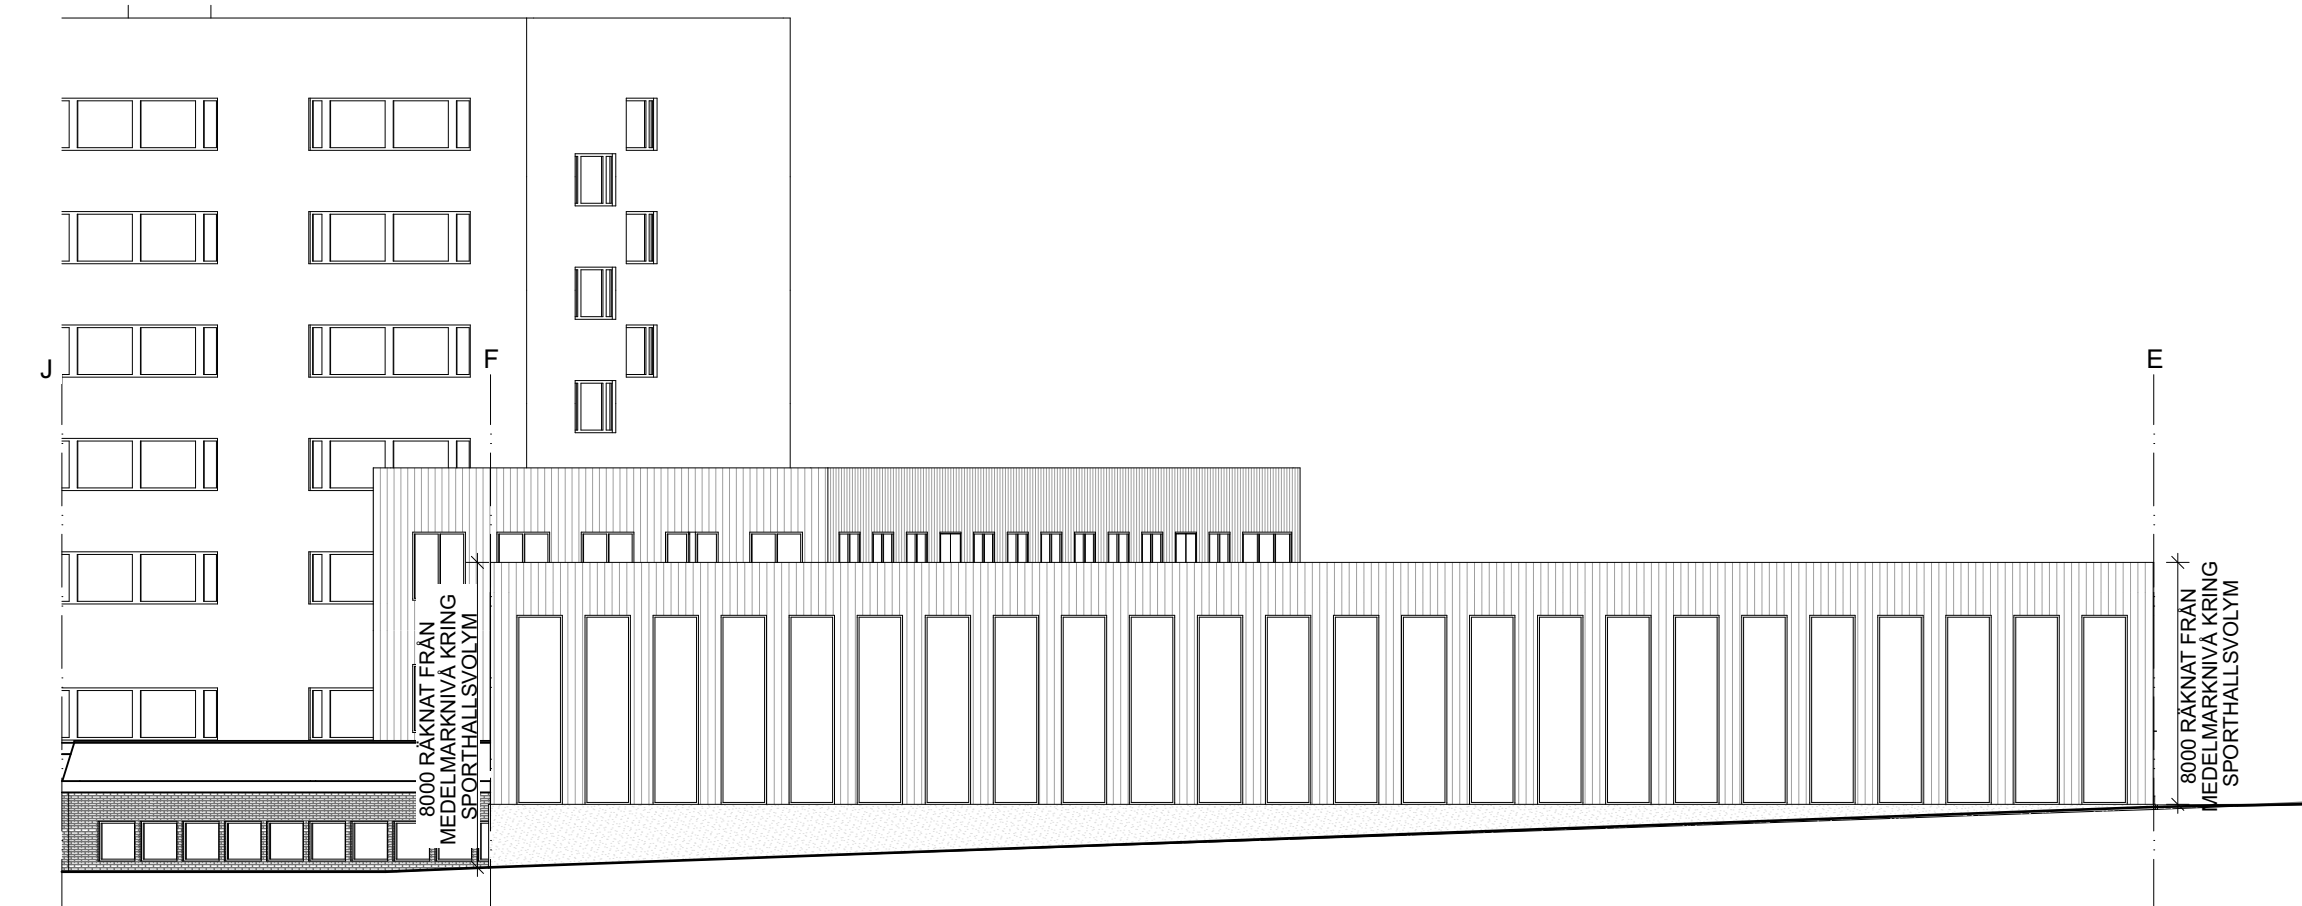 J
F
E
8000 RÄKNAT FRÅN
MEDELMARKNIVÅ KRING
SPORTHALLSVOLYM
8000 RÄKNAT FRÅN
MEDELMARKNIVÅ KRING
SPORTHALLSVOLYM